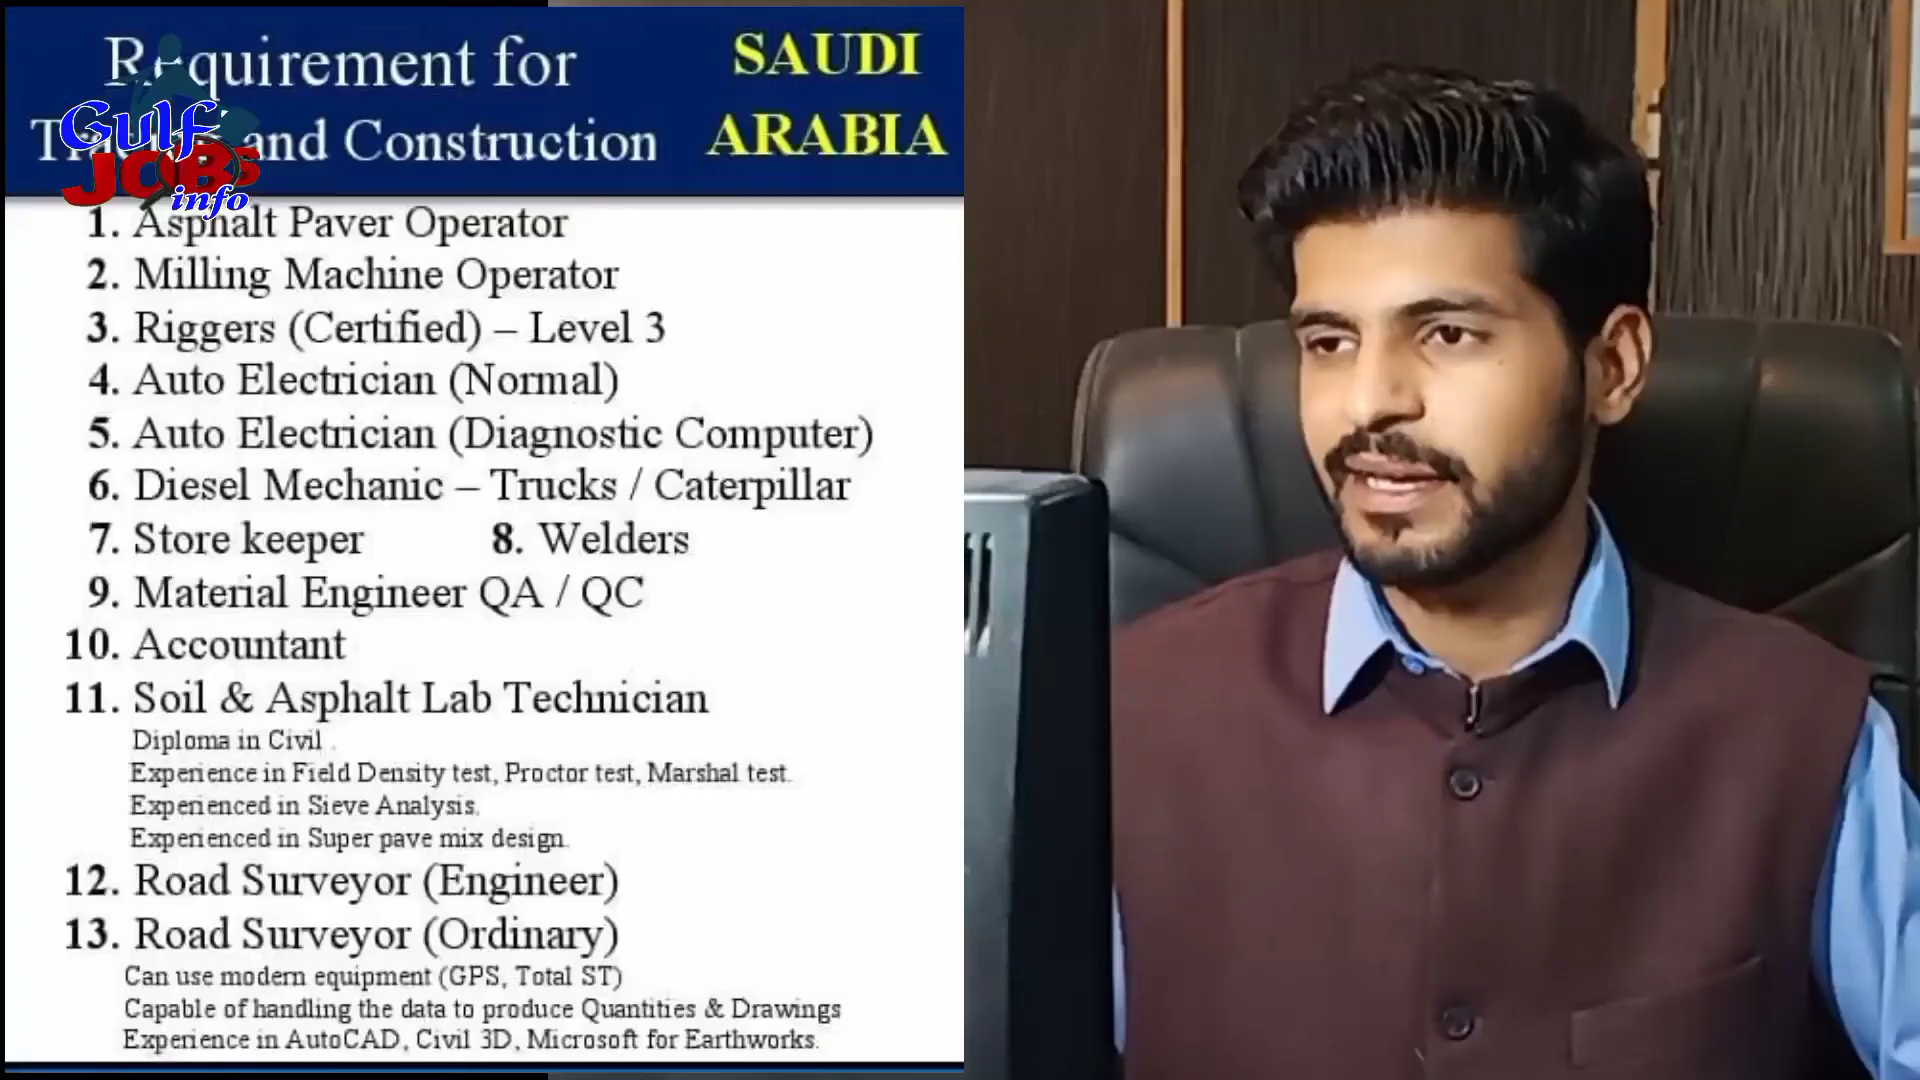 Requirement for
SAUDI
ARABIA
and Construction
Gulf
JOBs
info
1. Asphalt Paver Operator
2. Milling Machine Operator
3. Riggers (Certified) – Level 3
4. Auto Electrician (Normal)
5. Auto Electrician (Diagnostic Computer)
6. Diesel Mechanic – Trucks / Caterpillar
7. Store keeper 8. Welders
9. Material Engineer QA / QC
10. Accountant
11. Soil & Asphalt Lab Technician
Diploma in Civil .
Experience in Field Density test, Proctor test, Marshal test.
Experienced in Sieve Analysis.
Experienced in Super pave mix design.
12. Road Surveyor (Engineer)
13. Road Surveyor (Ordinary)
Can use modern equipment (GPS, Total ST)
Capable of handling the data to produce Quantities & Drawings
Experience in AutoCAD, Civil 3D, Microsoft for Earthworks.